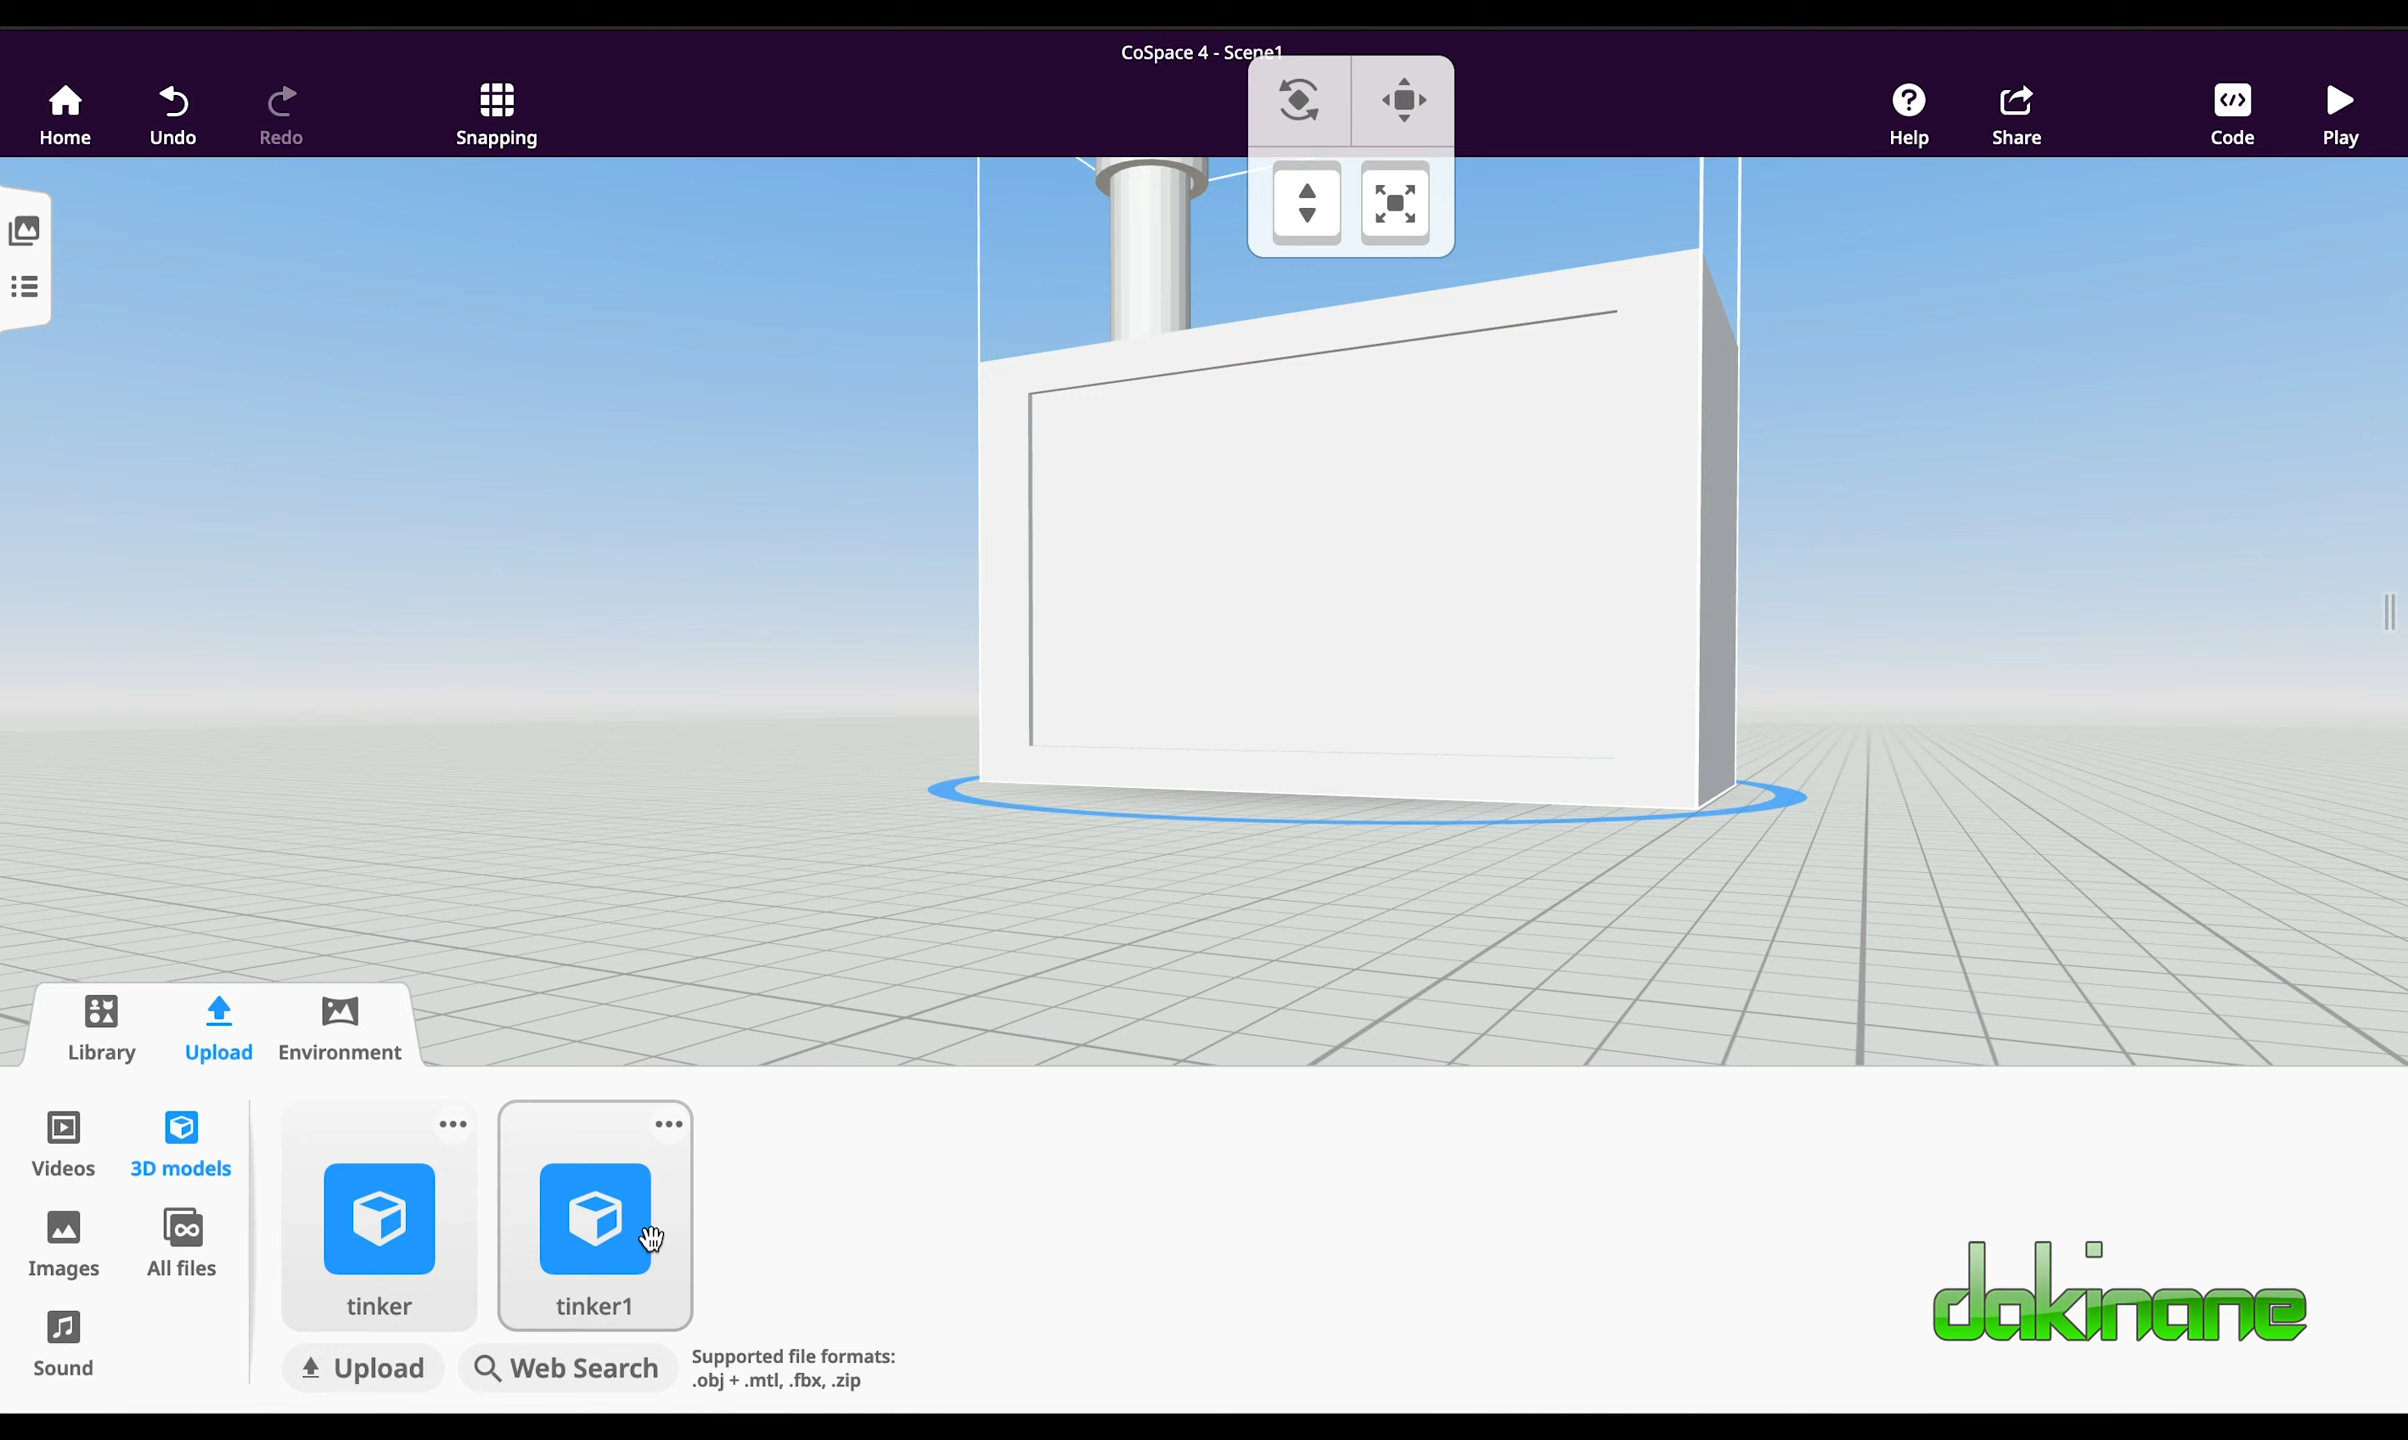 CoSpace 4 - Scene1
Home
Undo
Redo
Snapping
Help
Share
Code
Play
Library
Upload
Environment
Videos
3D models
Images
All files
Sound
tinker
tinker1
Upload
Web Search
Supported file formats:
.obj + .mtl, .fbx, .zip
dakinane